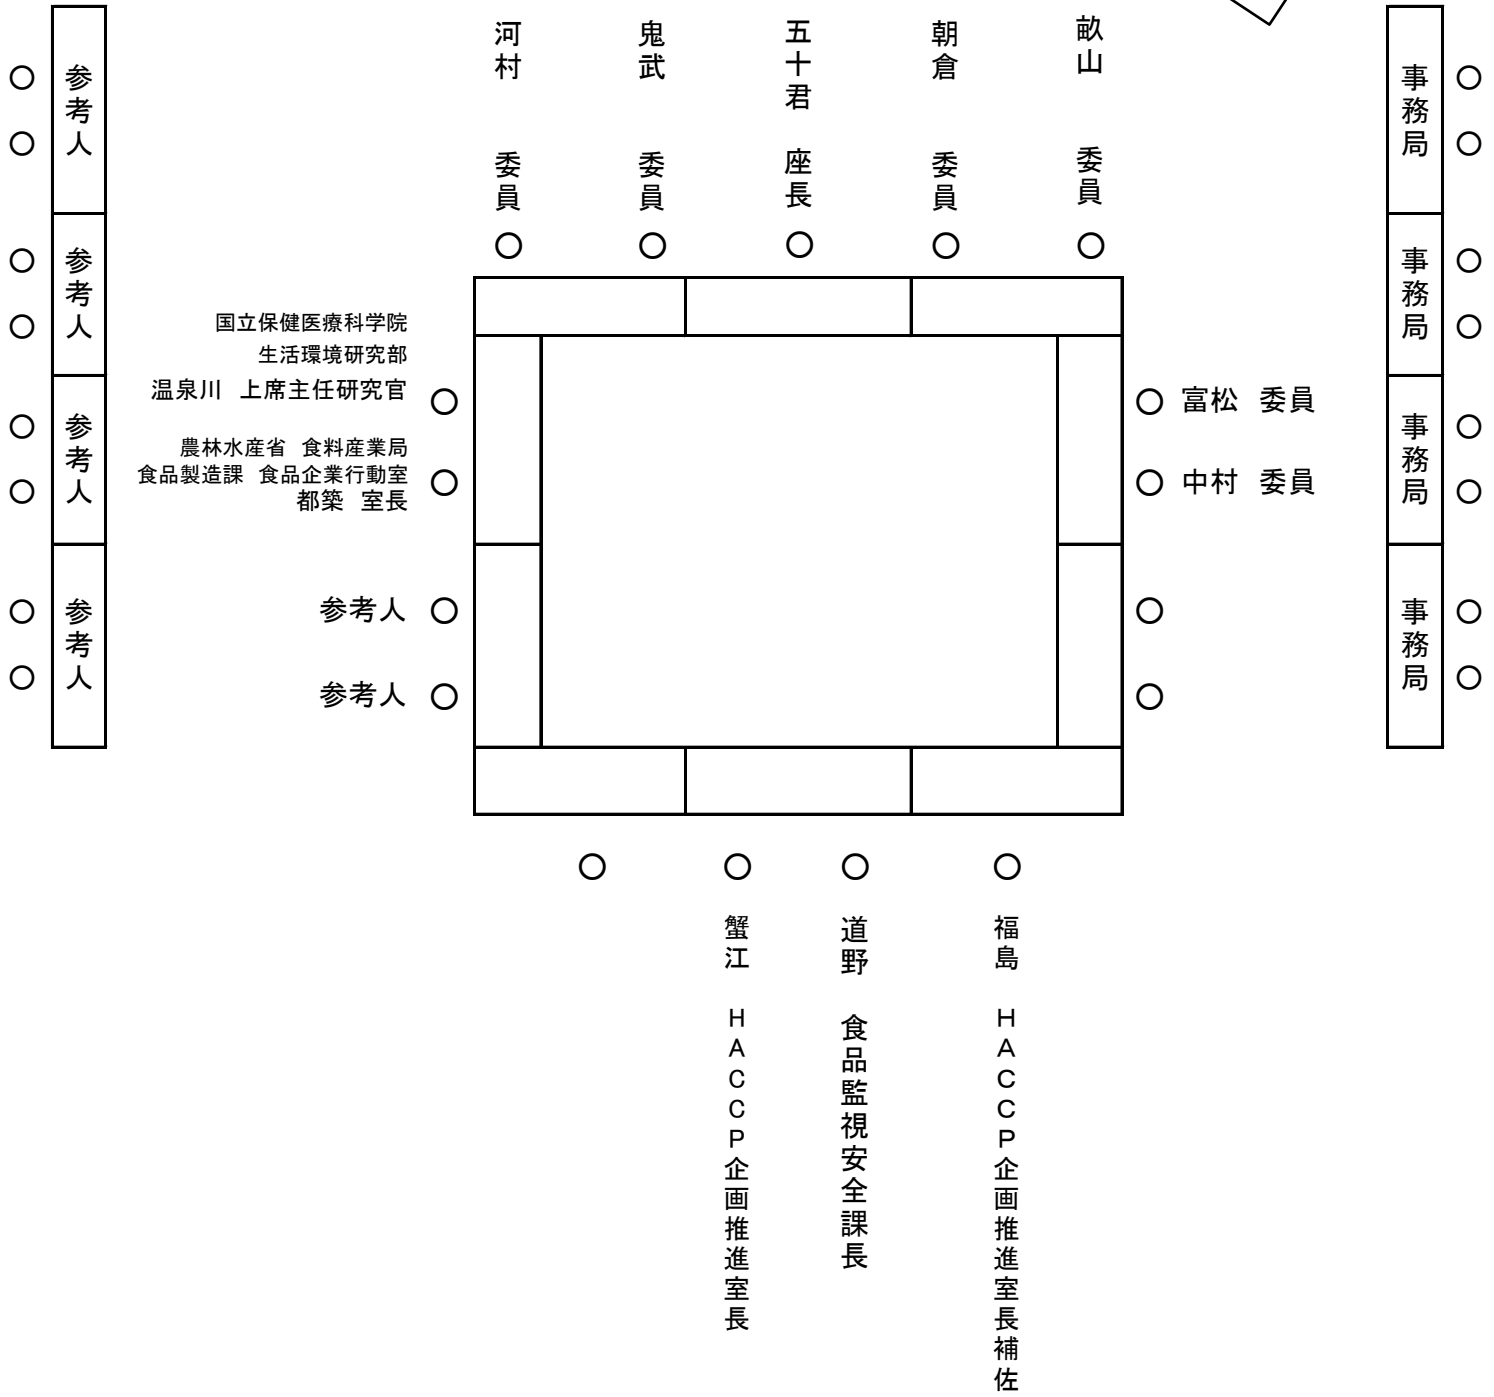 河村 委員
鬼武 委員
五十君 座長
朝倉 委員
畝山 委員
参考人
参考人
参考人
参考人
事務局
事務局
事務局
事務局
国立保健医療科学院
生活環境研究部
温泉川 上席主任研究官
農林水産省 食料産業局
食品製造課 食品企業行動室
都築 室長
参考人
参考人
富松 委員
中村 委員
蟹江 HACCP企画推進室長
道野 食品監視安全課長
福島 HACCP企画推進室長補佐